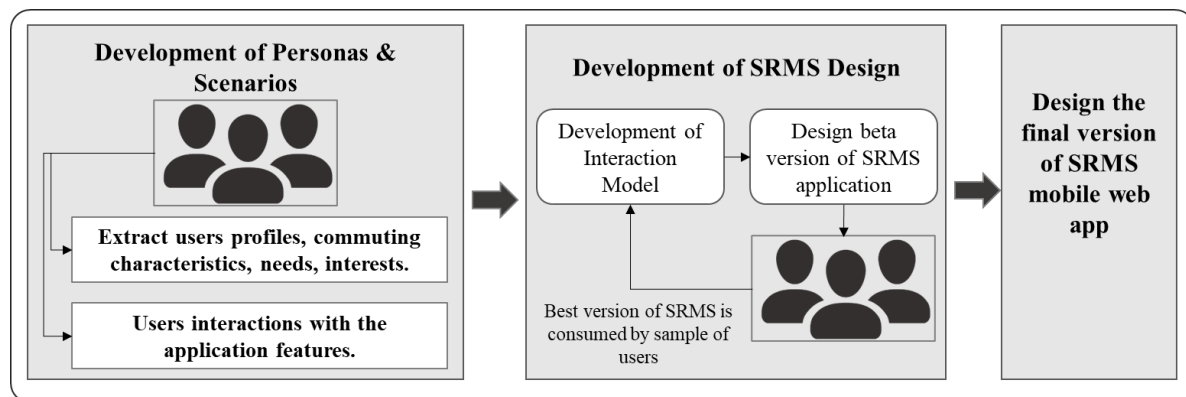 Development of Personas &
Scenarios
Extract users profiles, commuting
characteristics, needs, interests.
Users interactions with the
application features.
Development of SRMS Design
Development of
Interaction
Model
Design beta
version of SRMS
application
Best version of SRMS is
consumed by sample of
users
Design the
final version
of SRMS
mobile web
app